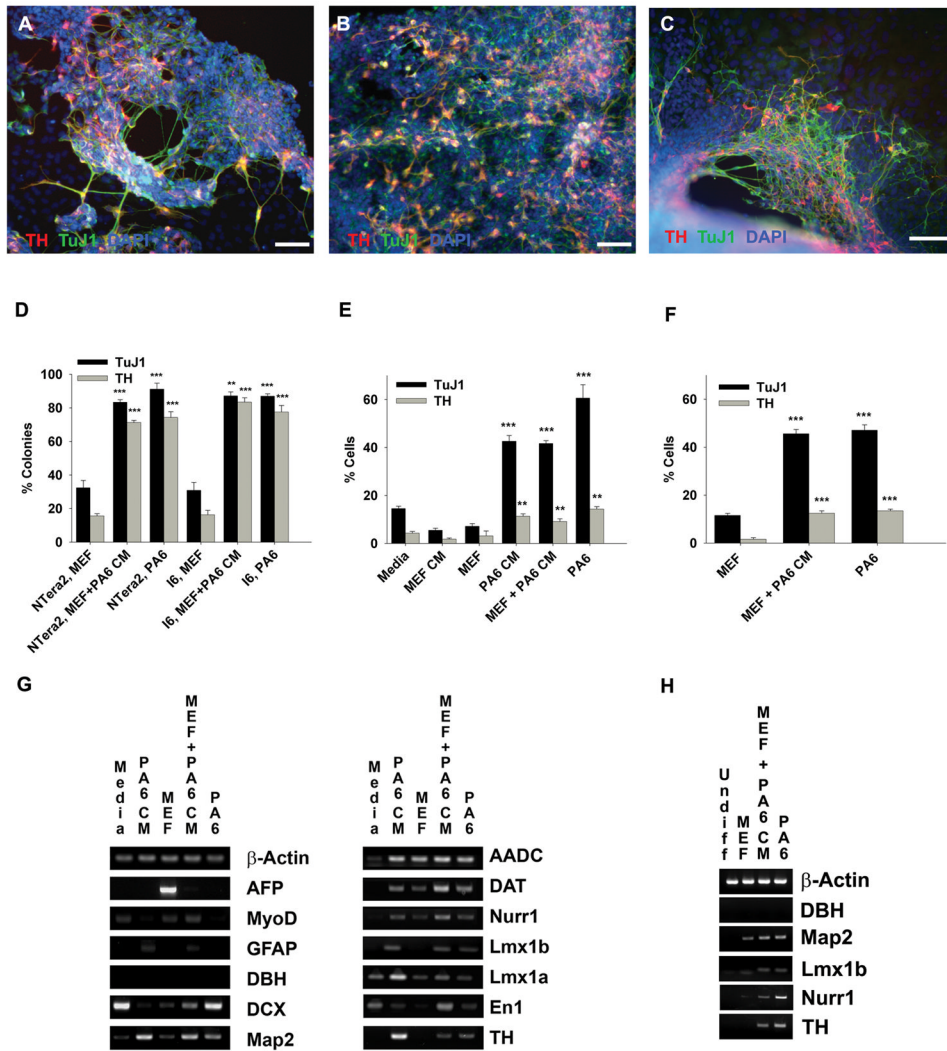 A
TH TuJ1 DAPI
B
TH TuJ1 DAPI
C
TH TuJ1 DAPI
D
TuJ1
TH
% Colonies
100
80
60
40
20
0
*** *** *** *** ** *** *** ***
NTera2, MEF
NTera2, MEF+PA6 CM
NTera2, PA6
I6, MEF
I6, MEF+PA6 CM
I6, PA6
E
TuJ1
TH
% Cells
60
40
20
0
*** ** *** ** *** **
Media
MEF CM
MEF
PA6 CM
MEF + PA6 CM
PA6
F
TuJ1
TH
% Cells
60
40
20
0
*** *** *** ***
MEF
MEF + PA6 CM
PA6
G
Media
PA6 CM
MEF
MEF+PA6 CM
PA6
β-Actin
AFP
MyoD
GFAP
DBH
DCX
Map2
Media
PA6 CM
MEF
MEF+PA6 CM
PA6
AADC
DAT
Nurr1
Lmx1b
Lmx1a
En1
TH
H
Undiff
MEF
MEF + PA6 CM
PA6
β-Actin
DBH
Map2
Lmx1b
Nurr1
TH